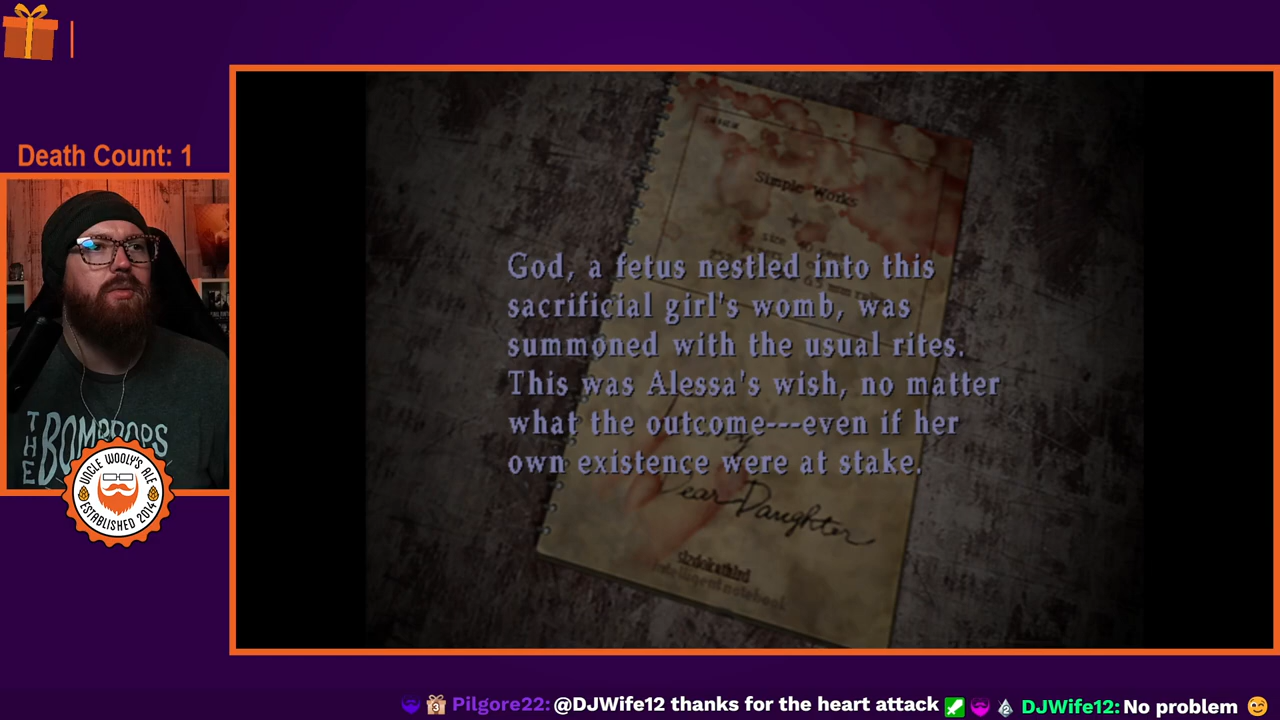 Death Count: 1
THE
BOMBPOPS
UNCLE WOOLY'S ALE
ESTABLISHED 2014
Simple Works
God, a fetus nestled into this
sacrificial girl's womb, was
summoned with the usual rites.
This was Alessa's wish, no matter
what the outcome---even if her
own existence were at stake.
Dear Daughter
Pilgore22: @DJWife12 thanks for the heart attack
DJWife12: No problem 😉